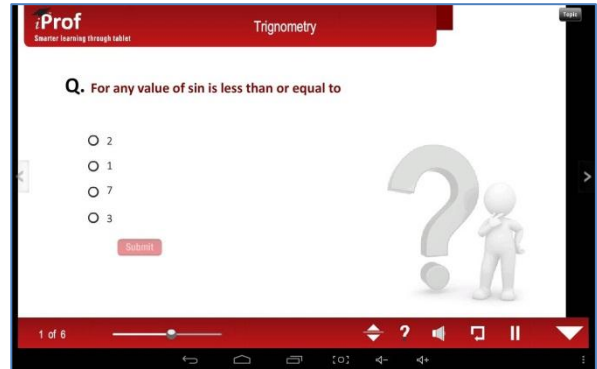 iProf
Smarter learning through tablet
Trignometry
Topic
Q. For any value of sin is less than or equal to
2
1
7
3
Submit
1 of 6